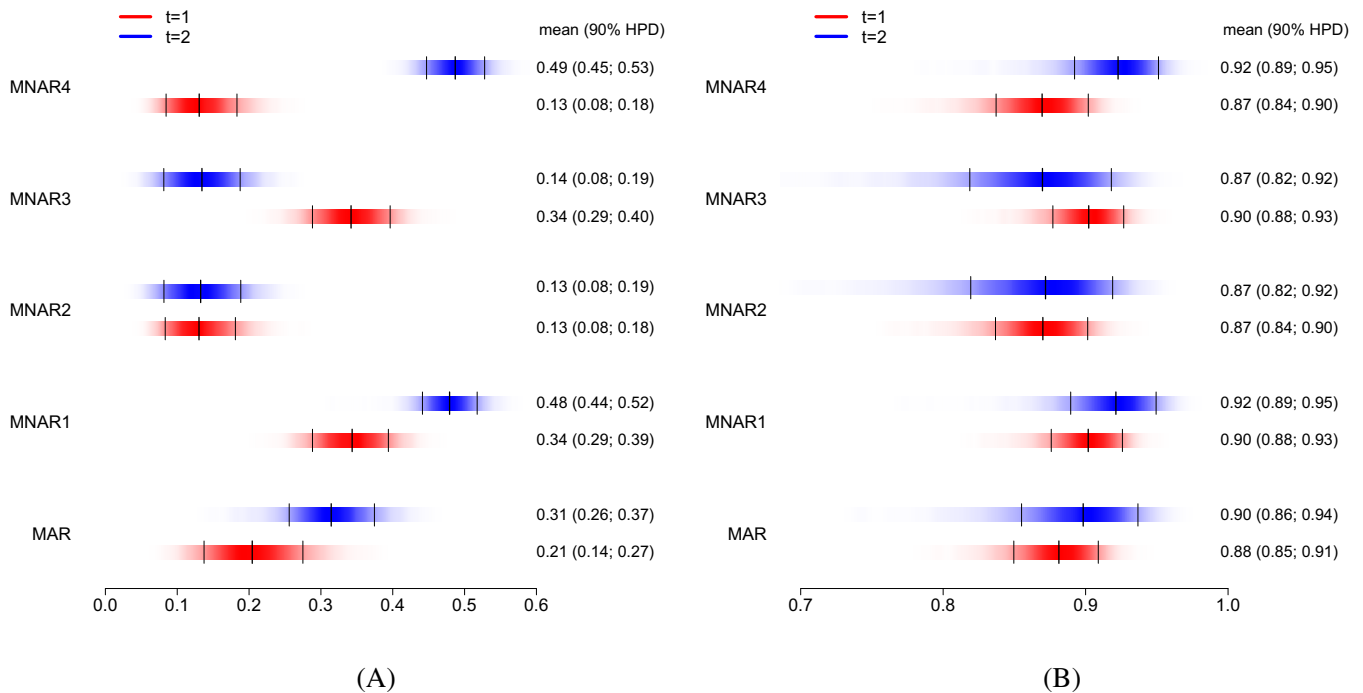 t=1
t=2
mean (90% HPD)
MNAR4
0.49 (0.45; 0.53)
0.13 (0.08; 0.18)
MNAR3
0.14 (0.08; 0.19)
0.34 (0.29; 0.40)
MNAR2
0.13 (0.08; 0.19)
0.13 (0.08; 0.18)
MNAR1
0.48 (0.44; 0.52)
0.34 (0.29; 0.39)
MAR
0.31 (0.26; 0.37)
0.21 (0.14; 0.27)
0.0 0.1 0.2 0.3 0.4 0.5 0.6
(A)
t=1
t=2
mean (90% HPD)
MNAR4
0.92 (0.89; 0.95)
0.87 (0.84; 0.90)
MNAR3
0.87 (0.82; 0.92)
0.90 (0.88; 0.93)
MNAR2
0.87 (0.82; 0.92)
0.87 (0.84; 0.90)
MNAR1
0.92 (0.89; 0.95)
0.90 (0.88; 0.93)
MAR
0.90 (0.86; 0.94)
0.88 (0.85; 0.91)
0.7 0.8 0.9 1.0
(B)